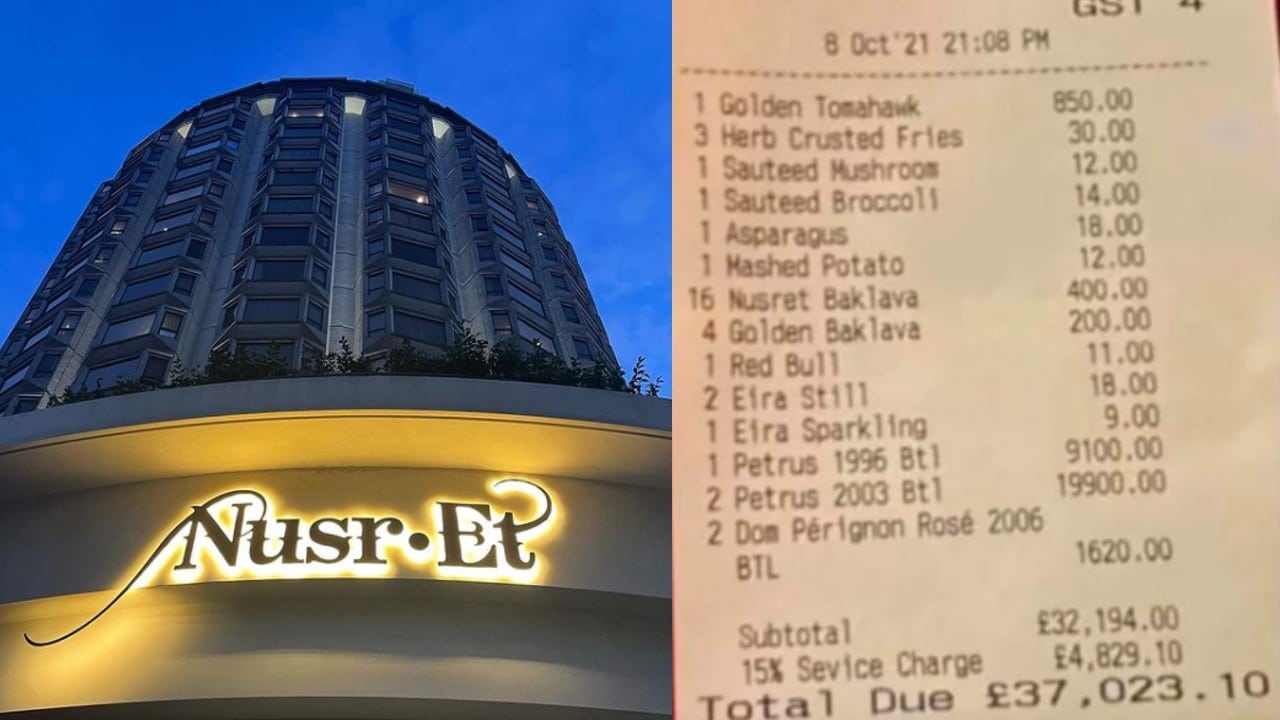 Nusr·Et
GST 4
8 Oct'21 21:08 PM
1 Golden Tomahawk 850.00
3 Herb Crusted Fries 30.00
1 Sauteed Mushroom 12.00
1 Sauteed Broccoli 14.00
1 Asparagus 18.00
1 Mashed Potato 12.00
16 Nusret Baklava 400.00
4 Golden Baklava 200.00
1 Red Bull 11.00
2 Eira Still 18.00
1 Eira Sparkling 9.00
1 Petrus 1996 Btl 9100.00
2 Petrus 2003 Btl 19900.00
2 Dom Pérignon Rosé 2006
BTL 1620.00
Subtotal £32,194.00
15% Sevice Charge £4,829.10
Total Due £37,023.10